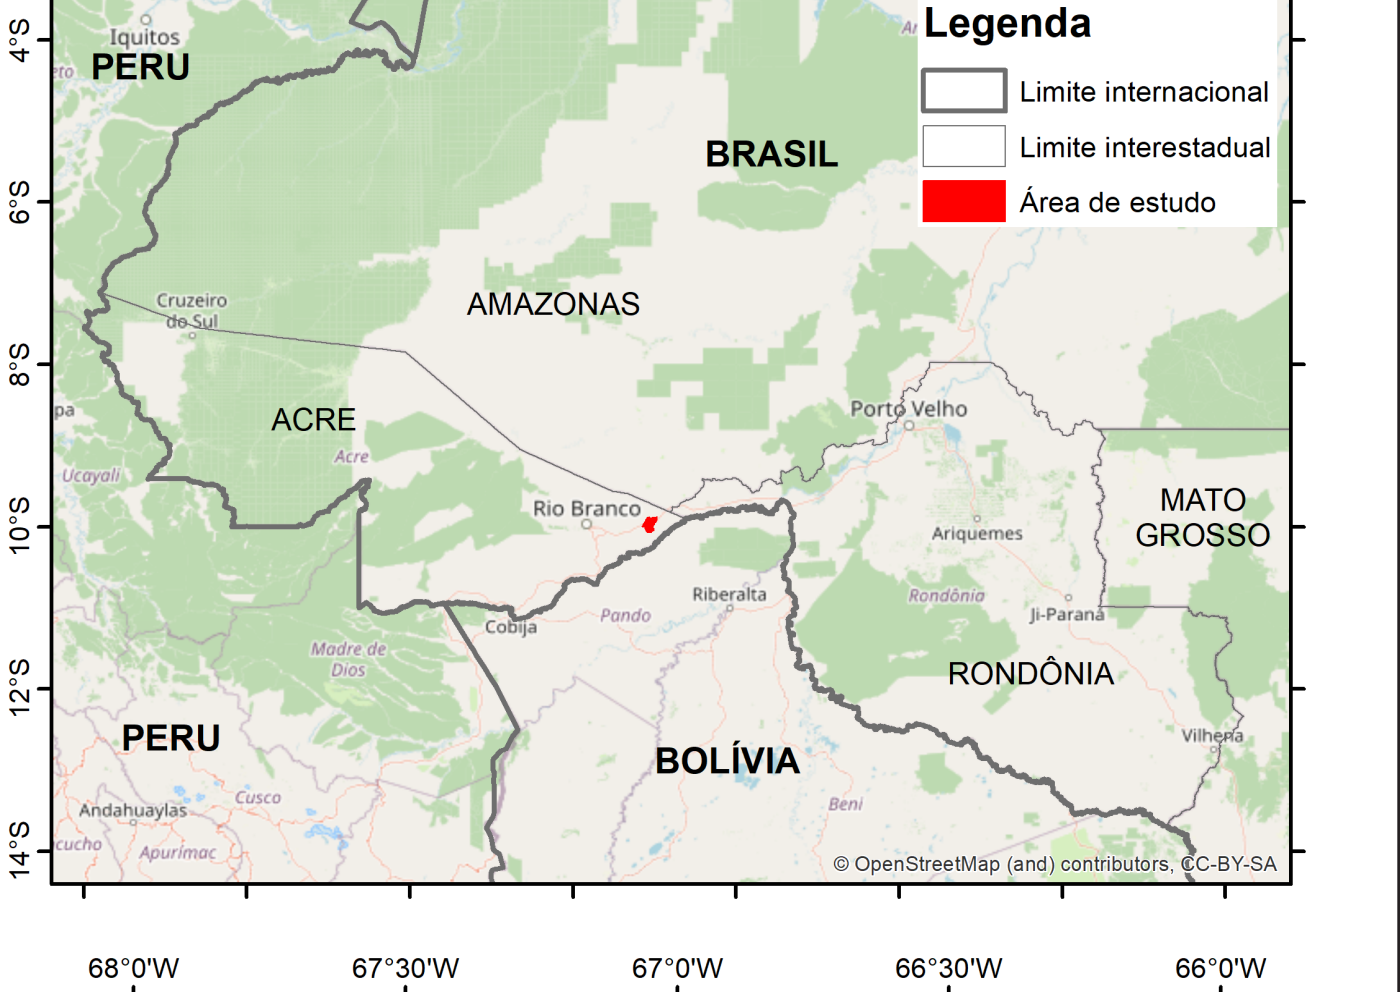 Legenda
Limite internacional
Limite interestadual
Área de estudo
4°S
6°S
8°S
10°S
12°S
14°S
Iquitos
PERU
BRASIL
AMAZONAS
Cruzeiro
do Sul
ACRE
Acre
Ucayali
Porto Velho
Rio Branco
MATO
GROSSO
Ariquemes
Riberalta
Rondônia
Ji-Paraná
Pando
Cobija
Madre de
Dios
RONDÔNIA
PERU
BOLÍVIA
Vilhena
Cusco
Beni
Andahuaylas
cucho
Apurímac
© OpenStreetMap (and) contributors, CC-BY-SA
68°0'W
67°30'W
67°0'W
66°30'W
66°0'W